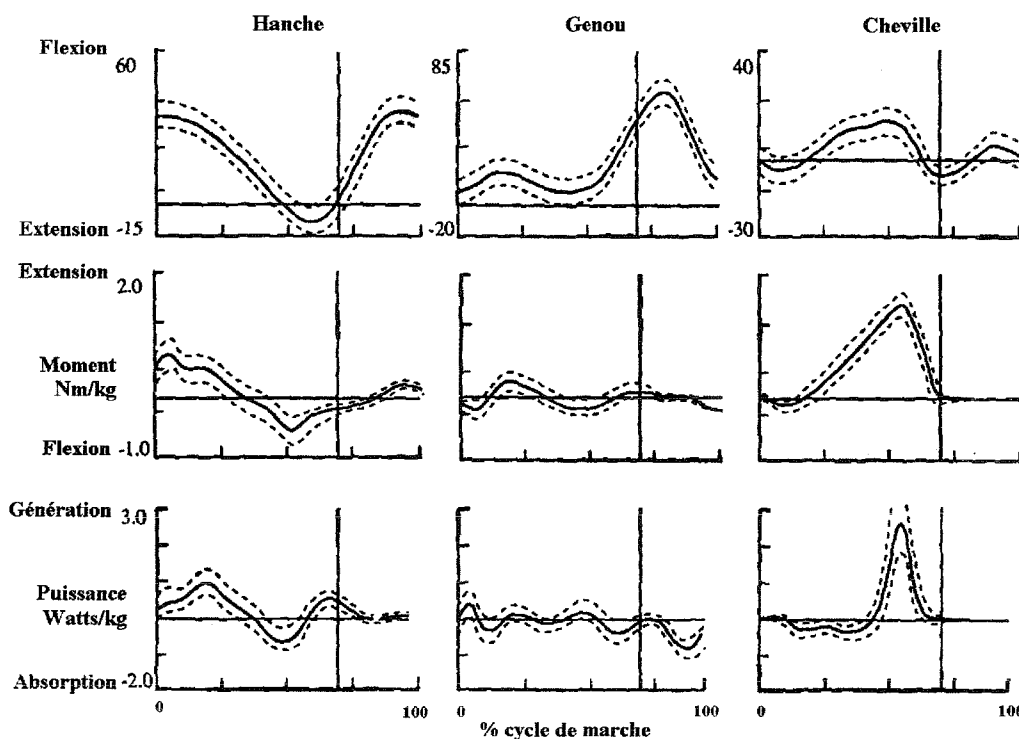 Hanche Genou Cheville
Flexion
60 85 40
Extension -15 -20 -30
Extension
2.0
Moment
Nm/kg
Flexion -1.0
Génération
3.0
Puissance
Watts/kg
Absorption -2.0
0 100 0 100 0 100
% cycle de marche